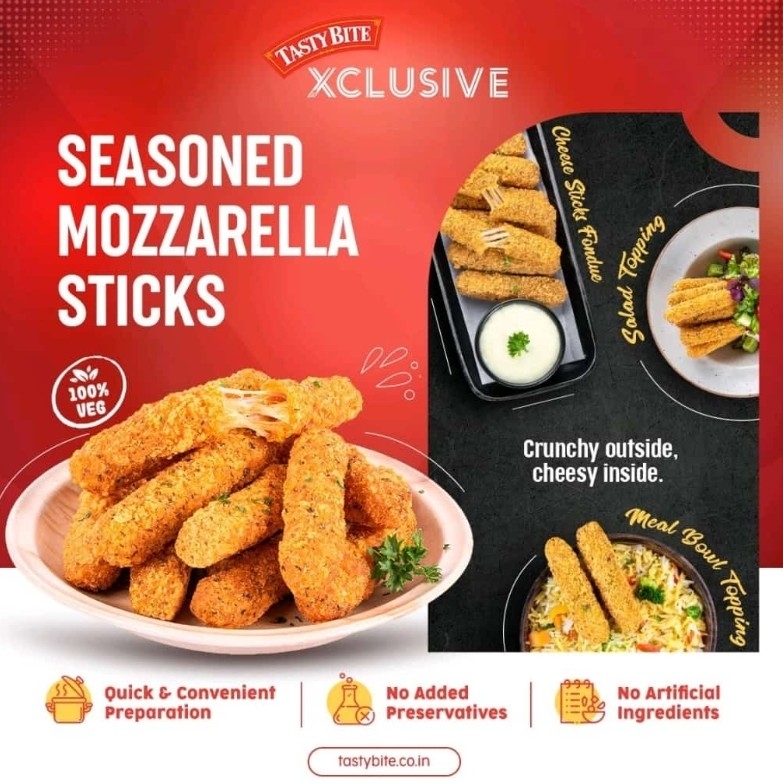 TASTY BITE
XCLUSIVE
SEASONED
MOZZARELLA
STICKS
100%
VEG
Cheese Sticks Fondue
Salad Topping
Crunchy outside,
cheesy inside.
Meal Bowl Topping
Quick & Convenient
Preparation
No Added
Preservatives
No Artificial
Ingredients
tastybite.co.in